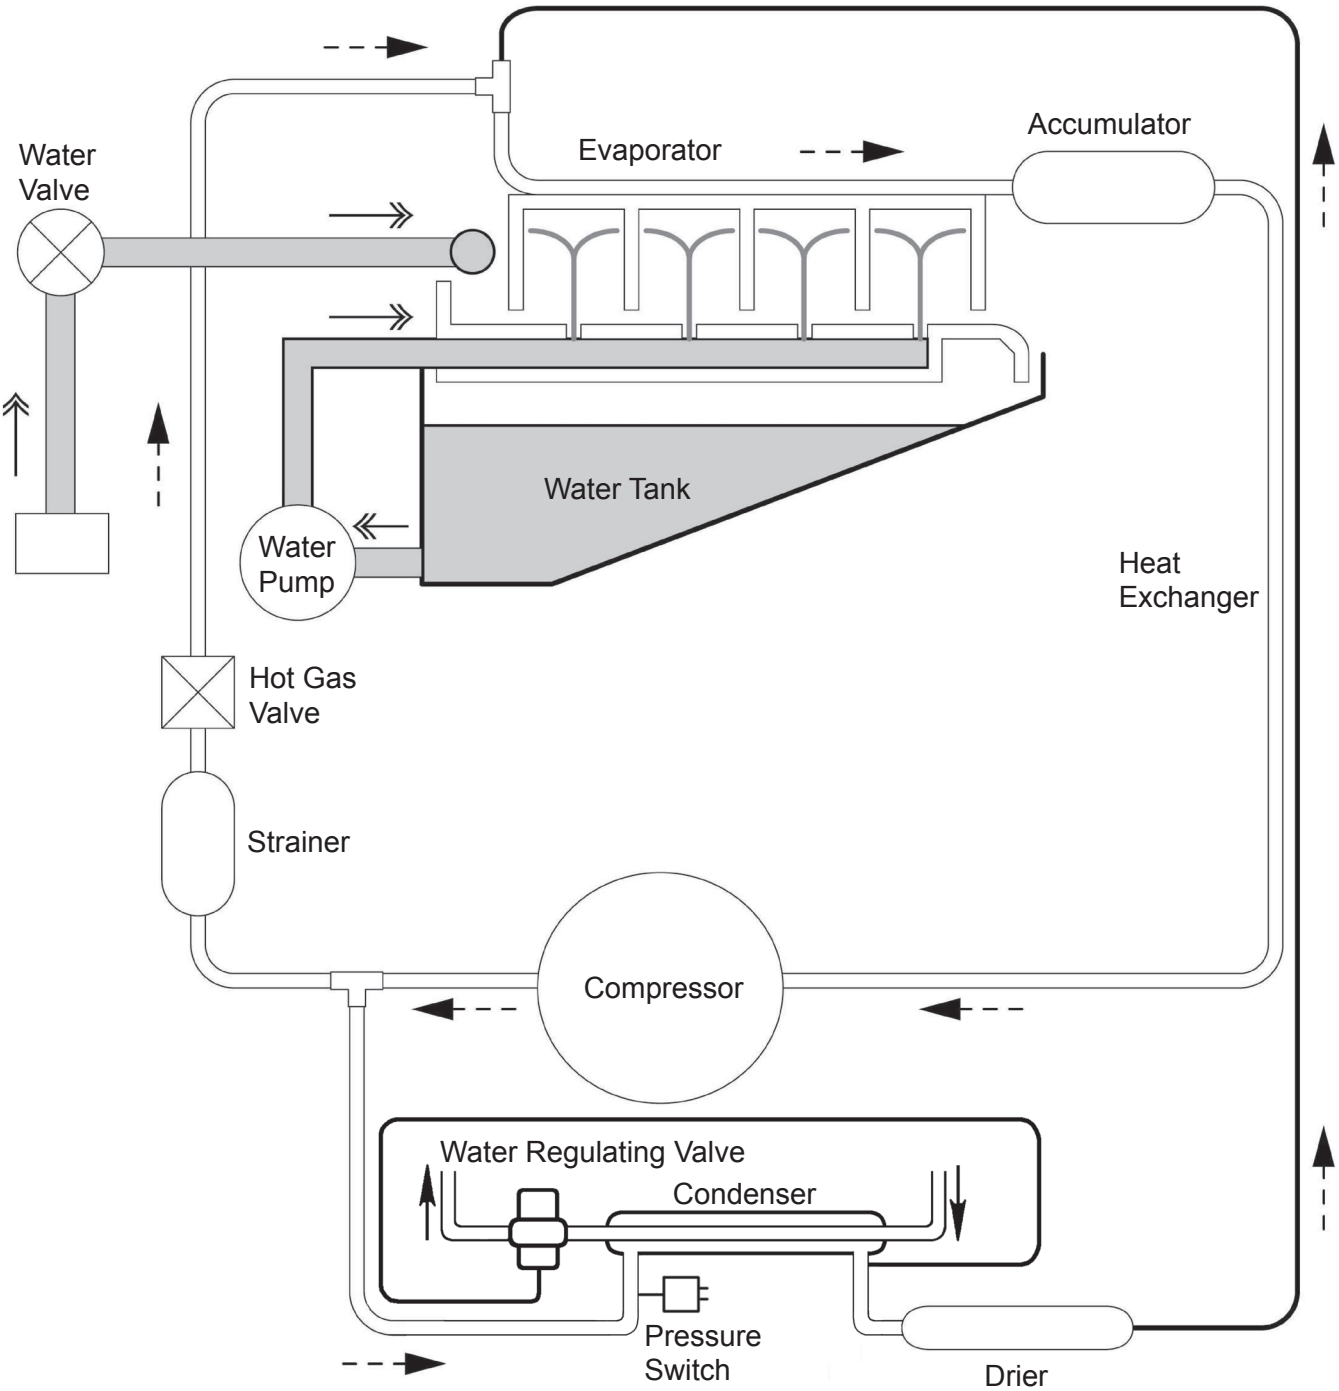 Accumulator
Evaporator
Water
Valve
Water Tank
Water
Pump
Heat
Exchanger
Hot Gas
Valve
Strainer
Compressor
Water Regulating Valve
Condenser
Pressure
Switch
Drier